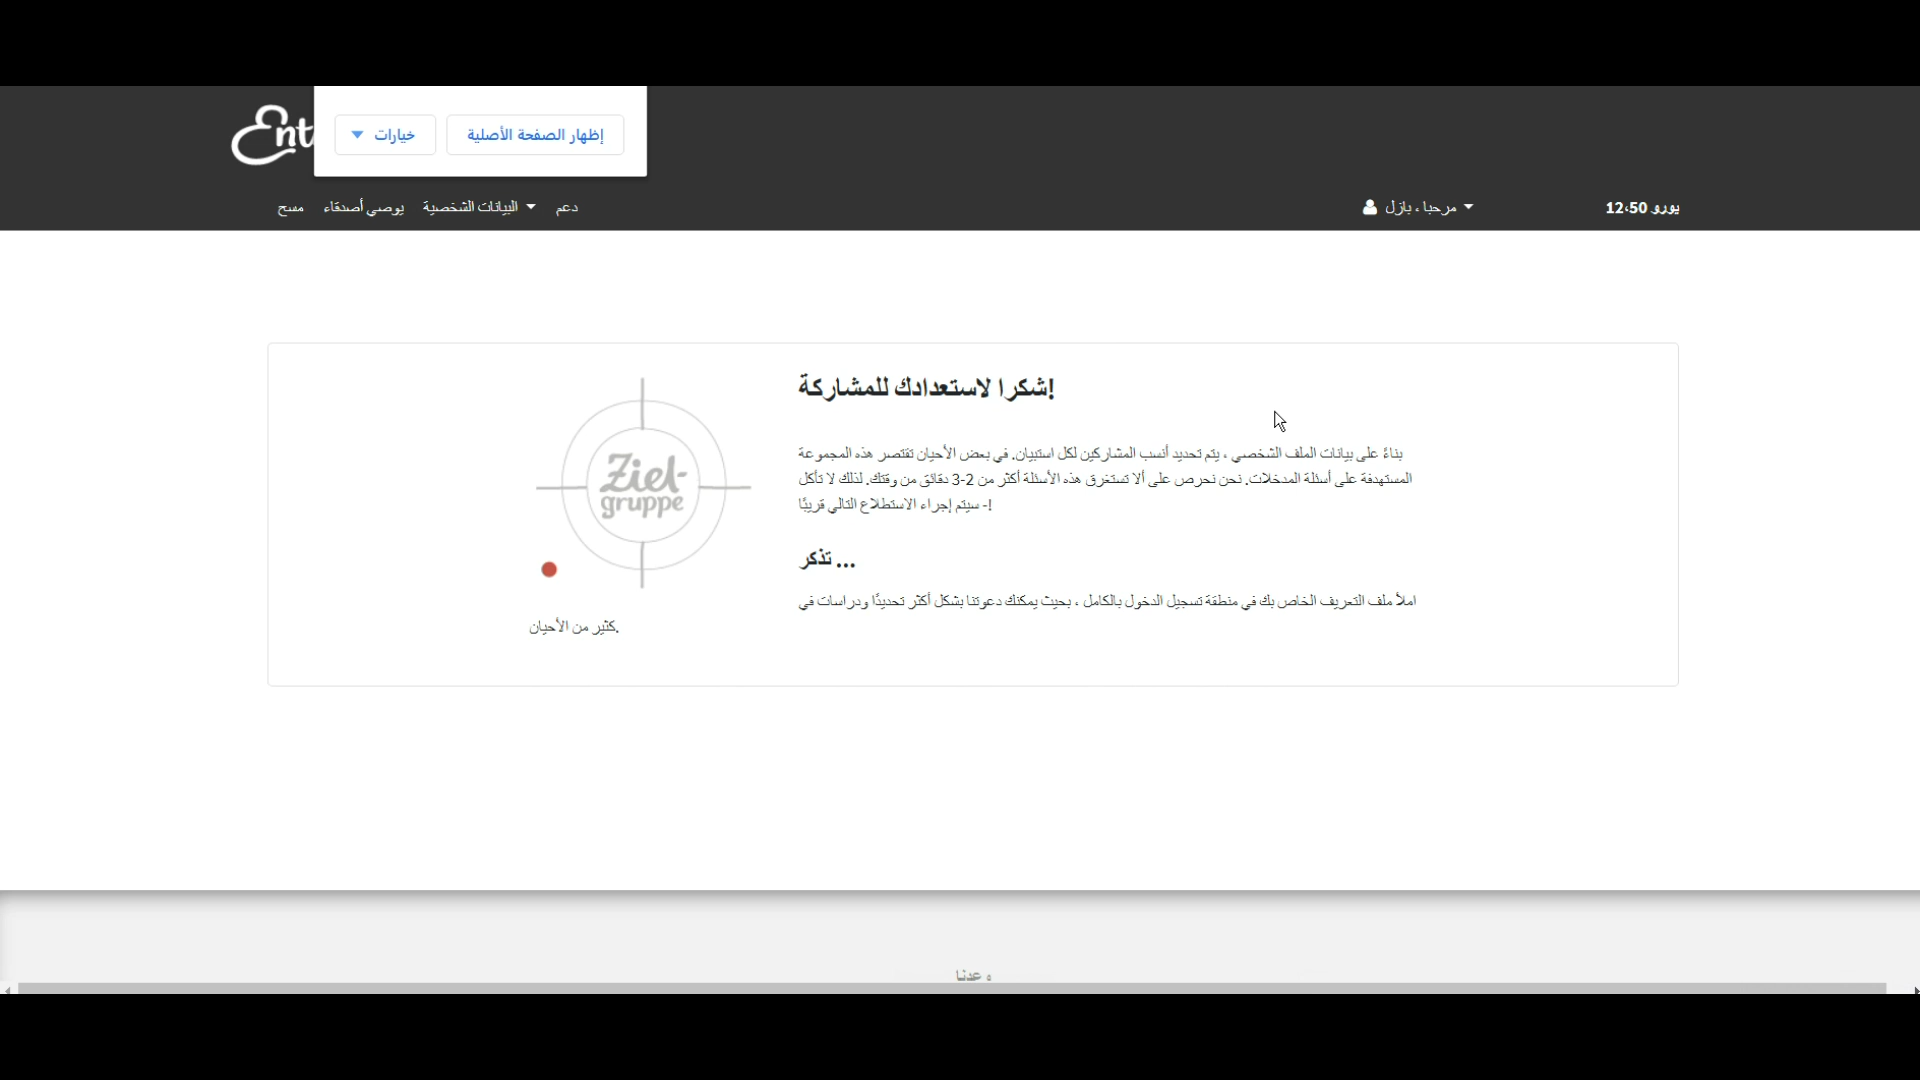 Ent
خيارات
إظهار الصفحة الأصلية
مسح
يوصي أصدقاء
البيانات الشخصية
دعم
مرحبا ، بازل
12،50 يورو
شكرا لاستعدادك للمشاركة!
بناءً على بيانات الملف الشخصي ، يتم تحديد أنسب المشاركين لكل استبيان. في بعض الأحيان تقتصر هذه المجموعة
المستهدفة على أسئلة المدخلات. نحن نحرص على ألا تستغرق هذه الأسئلة أكثر من 2-3 دقائق من وقتك. لذلك لا تأكل
- سيتم إجراء الاستطلاع التالي قريبًا!
Ziel-
gruppe
تذكر ...
املأ ملف التعريف الخاص بك في منطقة تسجيل الدخول بالكامل ، بحيث يمكنك دعوتنا بشكل أكثر تحديدًا ودراسات في
كثير من الأحيان.